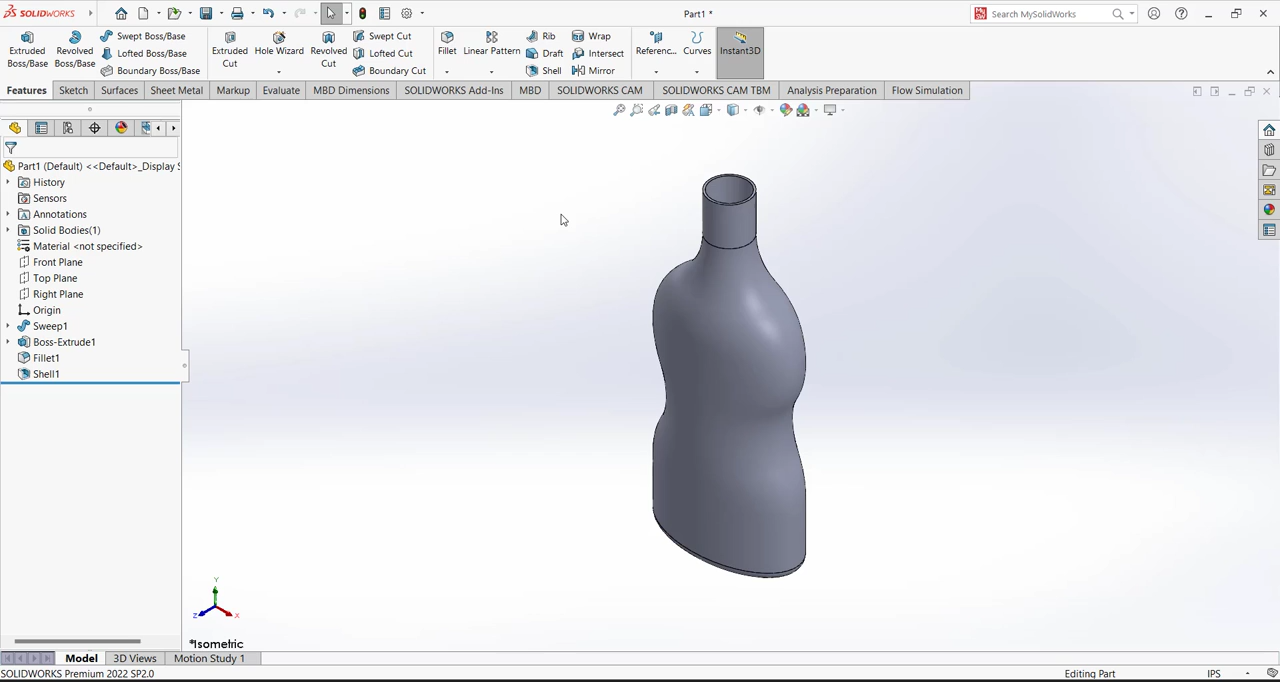 SOLIDWORKS
Part1 *
Search MySolidWorks
Extruded Boss/Base
Revolved Boss/Base
Swept Boss/Base
Lofted Boss/Base
Boundary Boss/Base
Extruded Cut
Hole Wizard
Revolved Cut
Swept Cut
Lofted Cut
Boundary Cut
Fillet
Linear Pattern
Rib
Draft
Shell
Wrap
Intersect
Mirror
Referenc...
Curves
Instant3D
Features Sketch Surfaces Sheet Metal Markup Evaluate MBD Dimensions SOLIDWORKS Add-Ins MBD SOLIDWORKS CAM SOLIDWORKS CAM TBM Analysis Preparation Flow Simulation
Part1 (Default) <<Default>_Display S
History
Sensors
Annotations
Solid Bodies(1)
Material <not specified>
Front Plane
Top Plane
Right Plane
Origin
Sweep1
Boss-Extrude1
Fillet1
Shell1
Y
Z
X
*Isometric
Model 3D Views Motion Study 1
SOLIDWORKS Premium 2022 SP2.0
Editing Part
IPS